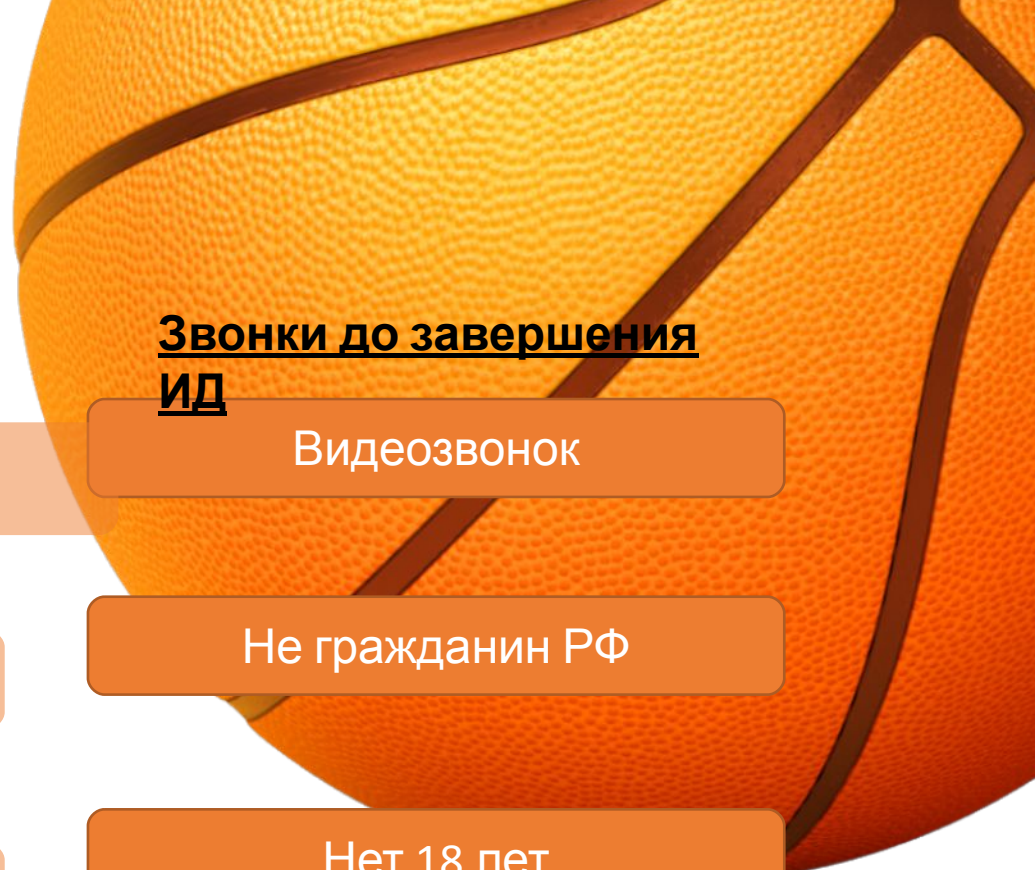 Звонки до завершения
ИД
Видеозвонок
Не гражданин РФ
Нет 18 лет